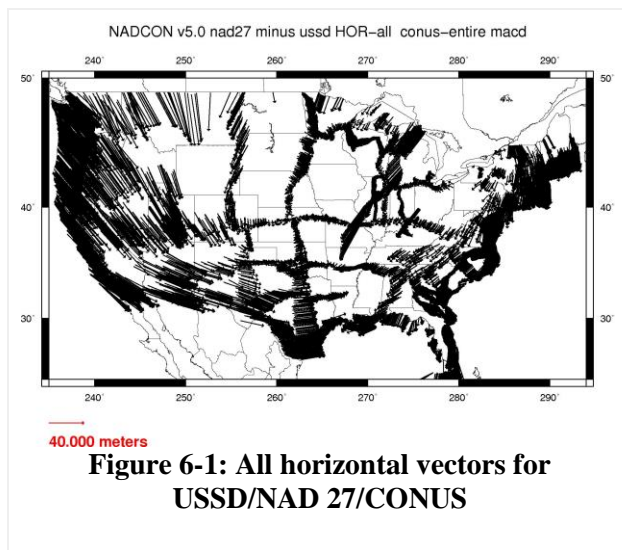 NADCON v5.0 nad27 minus ussd HOR-all conus-entire macd
240° 250° 260° 270° 280° 290°
50° 50°
40° 40°
30° 30°
240° 250° 260° 270° 280° 290°
40.000 meters
Figure 6-1: All horizontal vectors for
USSD/NAD 27/CONUS